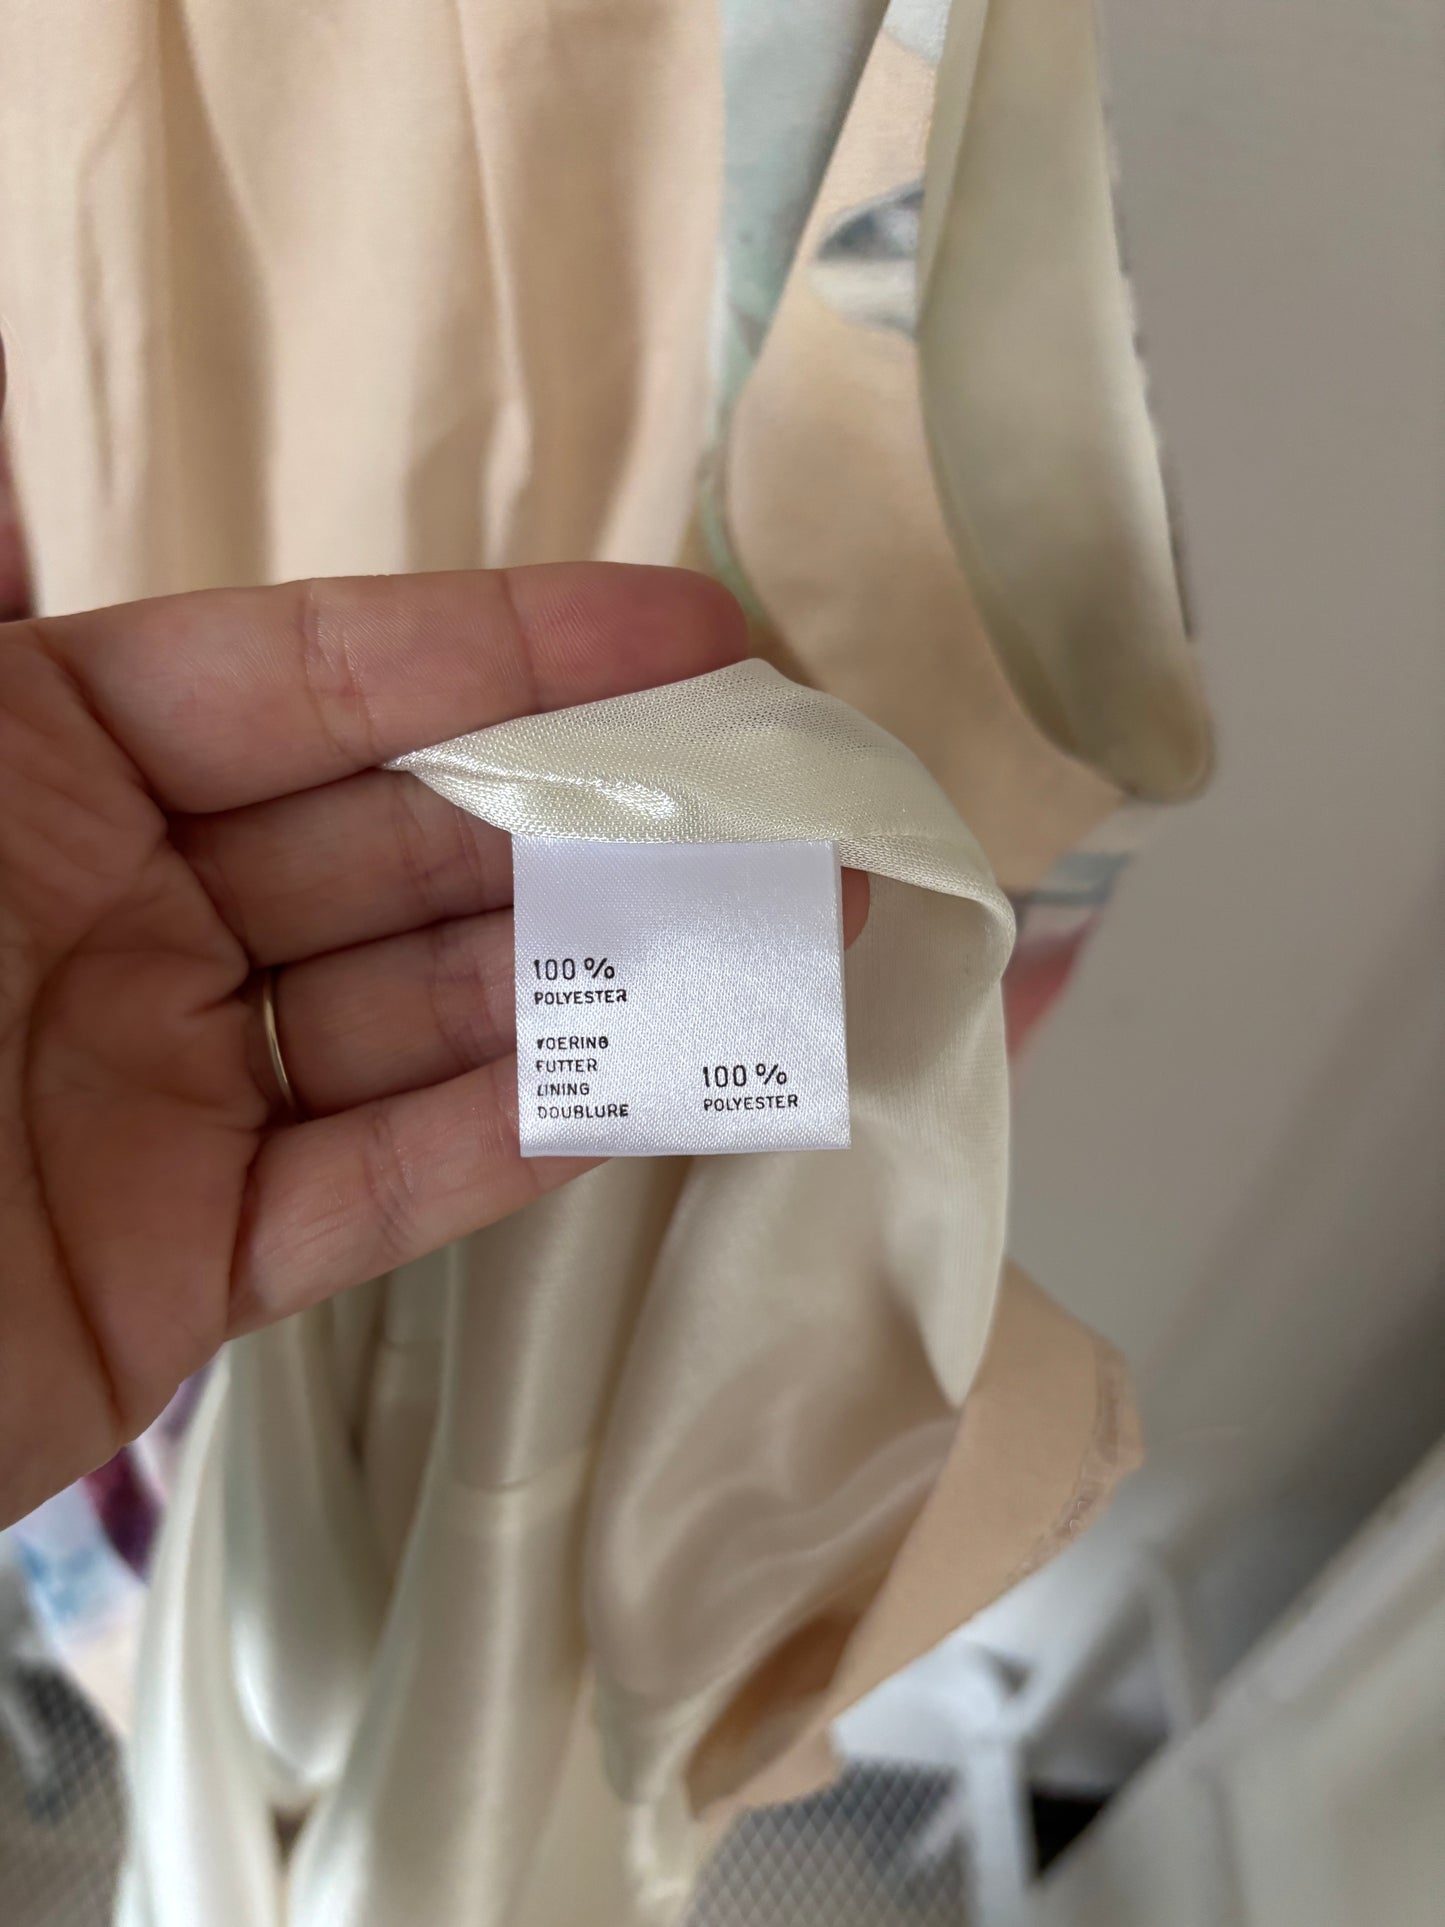 100 %
POLYESTER
VOERING
FUTTER
LINING
DOUBLURE
100 %
POLYESTER